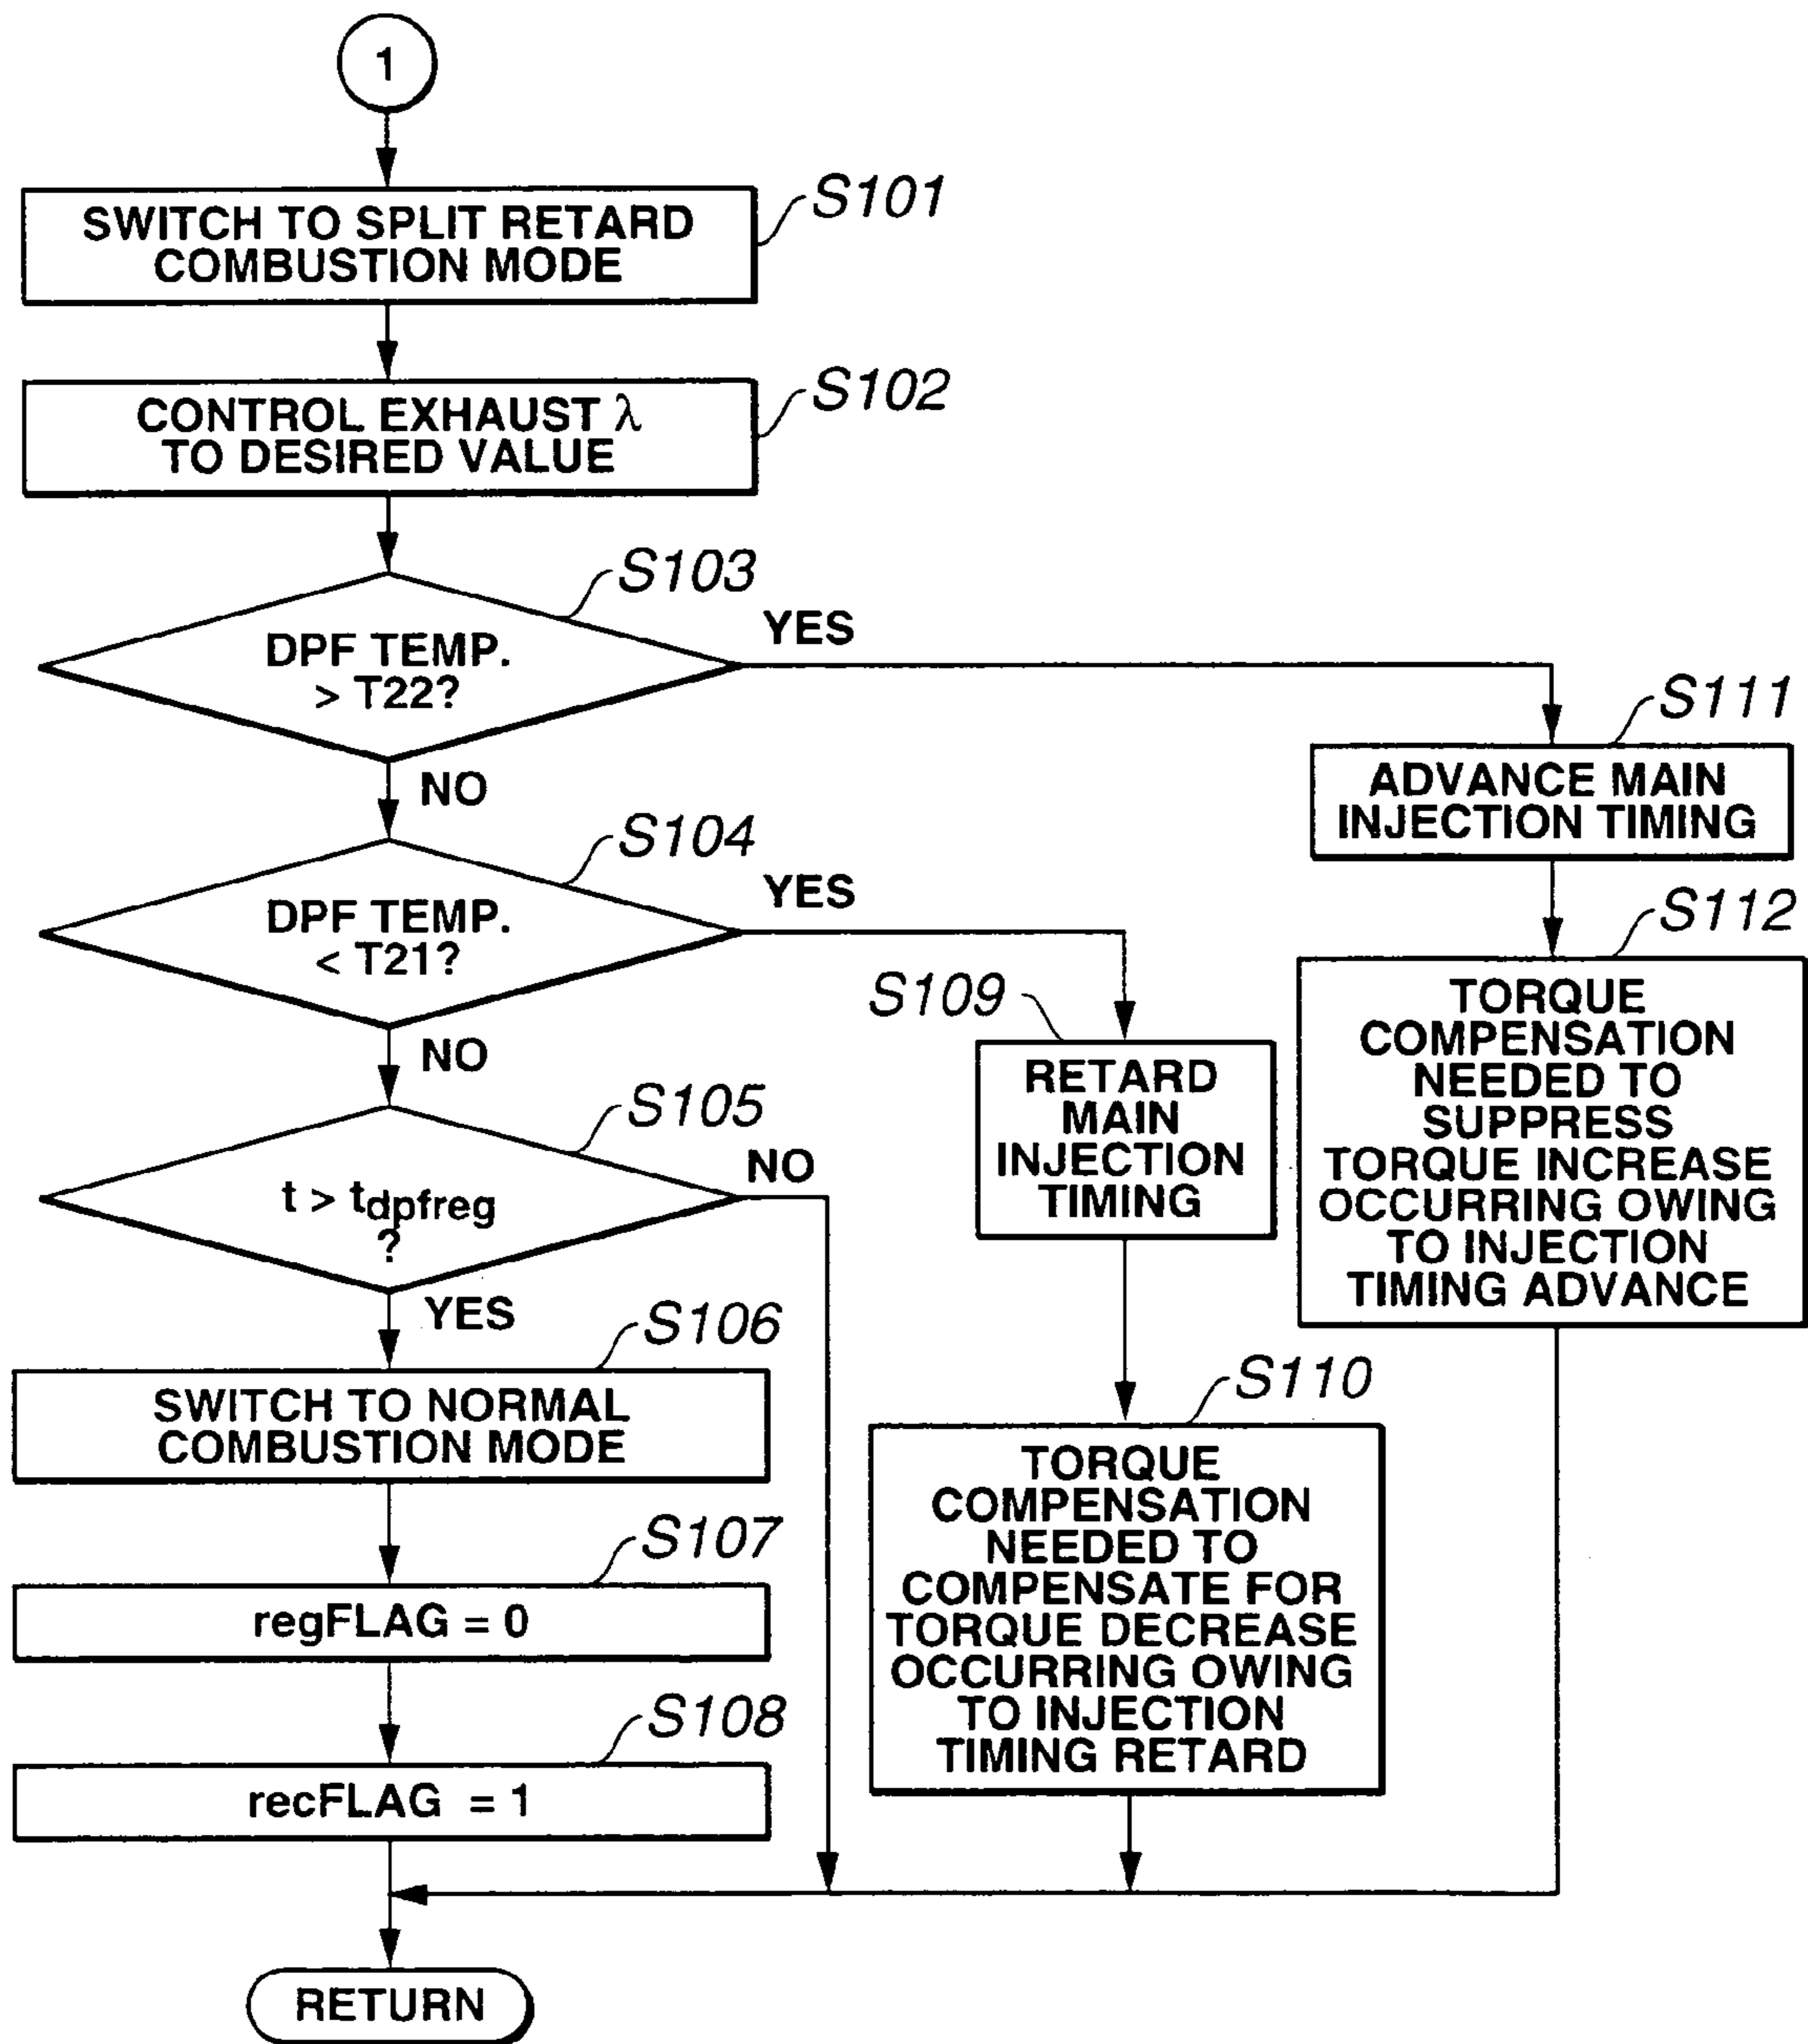 1
SWITCH TO SPLIT RETARD
COMBUSTION MODE
S101
CONTROL EXHAUST λ
TO DESIRED VALUE
S102
S103
DPF TEMP.
> T22?
YES
NO
S111
ADVANCE MAIN
INJECTION TIMING
S104
DPF TEMP.
< T21?
YES
NO
S112
TORQUE
COMPENSATION
NEEDED TO
SUPPRESS
TORQUE INCREASE
OCCURRING OWING
TO INJECTION
TIMING ADVANCE
S109
RETARD
MAIN
INJECTION
TIMING
S105
t > tdpfreg
?
NO
YES
S106
SWITCH TO NORMAL
COMBUSTION MODE
S110
TORQUE
COMPENSATION
NEEDED TO
COMPENSATE FOR
TORQUE DECREASE
OCCURRING OWING
TO INJECTION
TIMING RETARD
S107
regFLAG = 0
S108
recFLAG = 1
RETURN